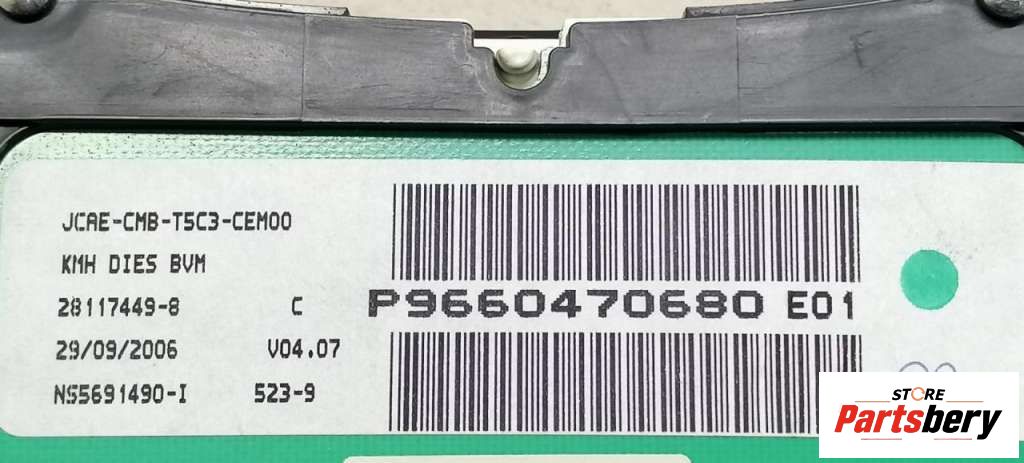 JCAE-CMB-T5C3-CEM00
KMH DIES BVM
28117449-8 C
29/09/2006 V04.07
NS5691490-I 523-9
P9660470680 E01
STORE
Partsbery